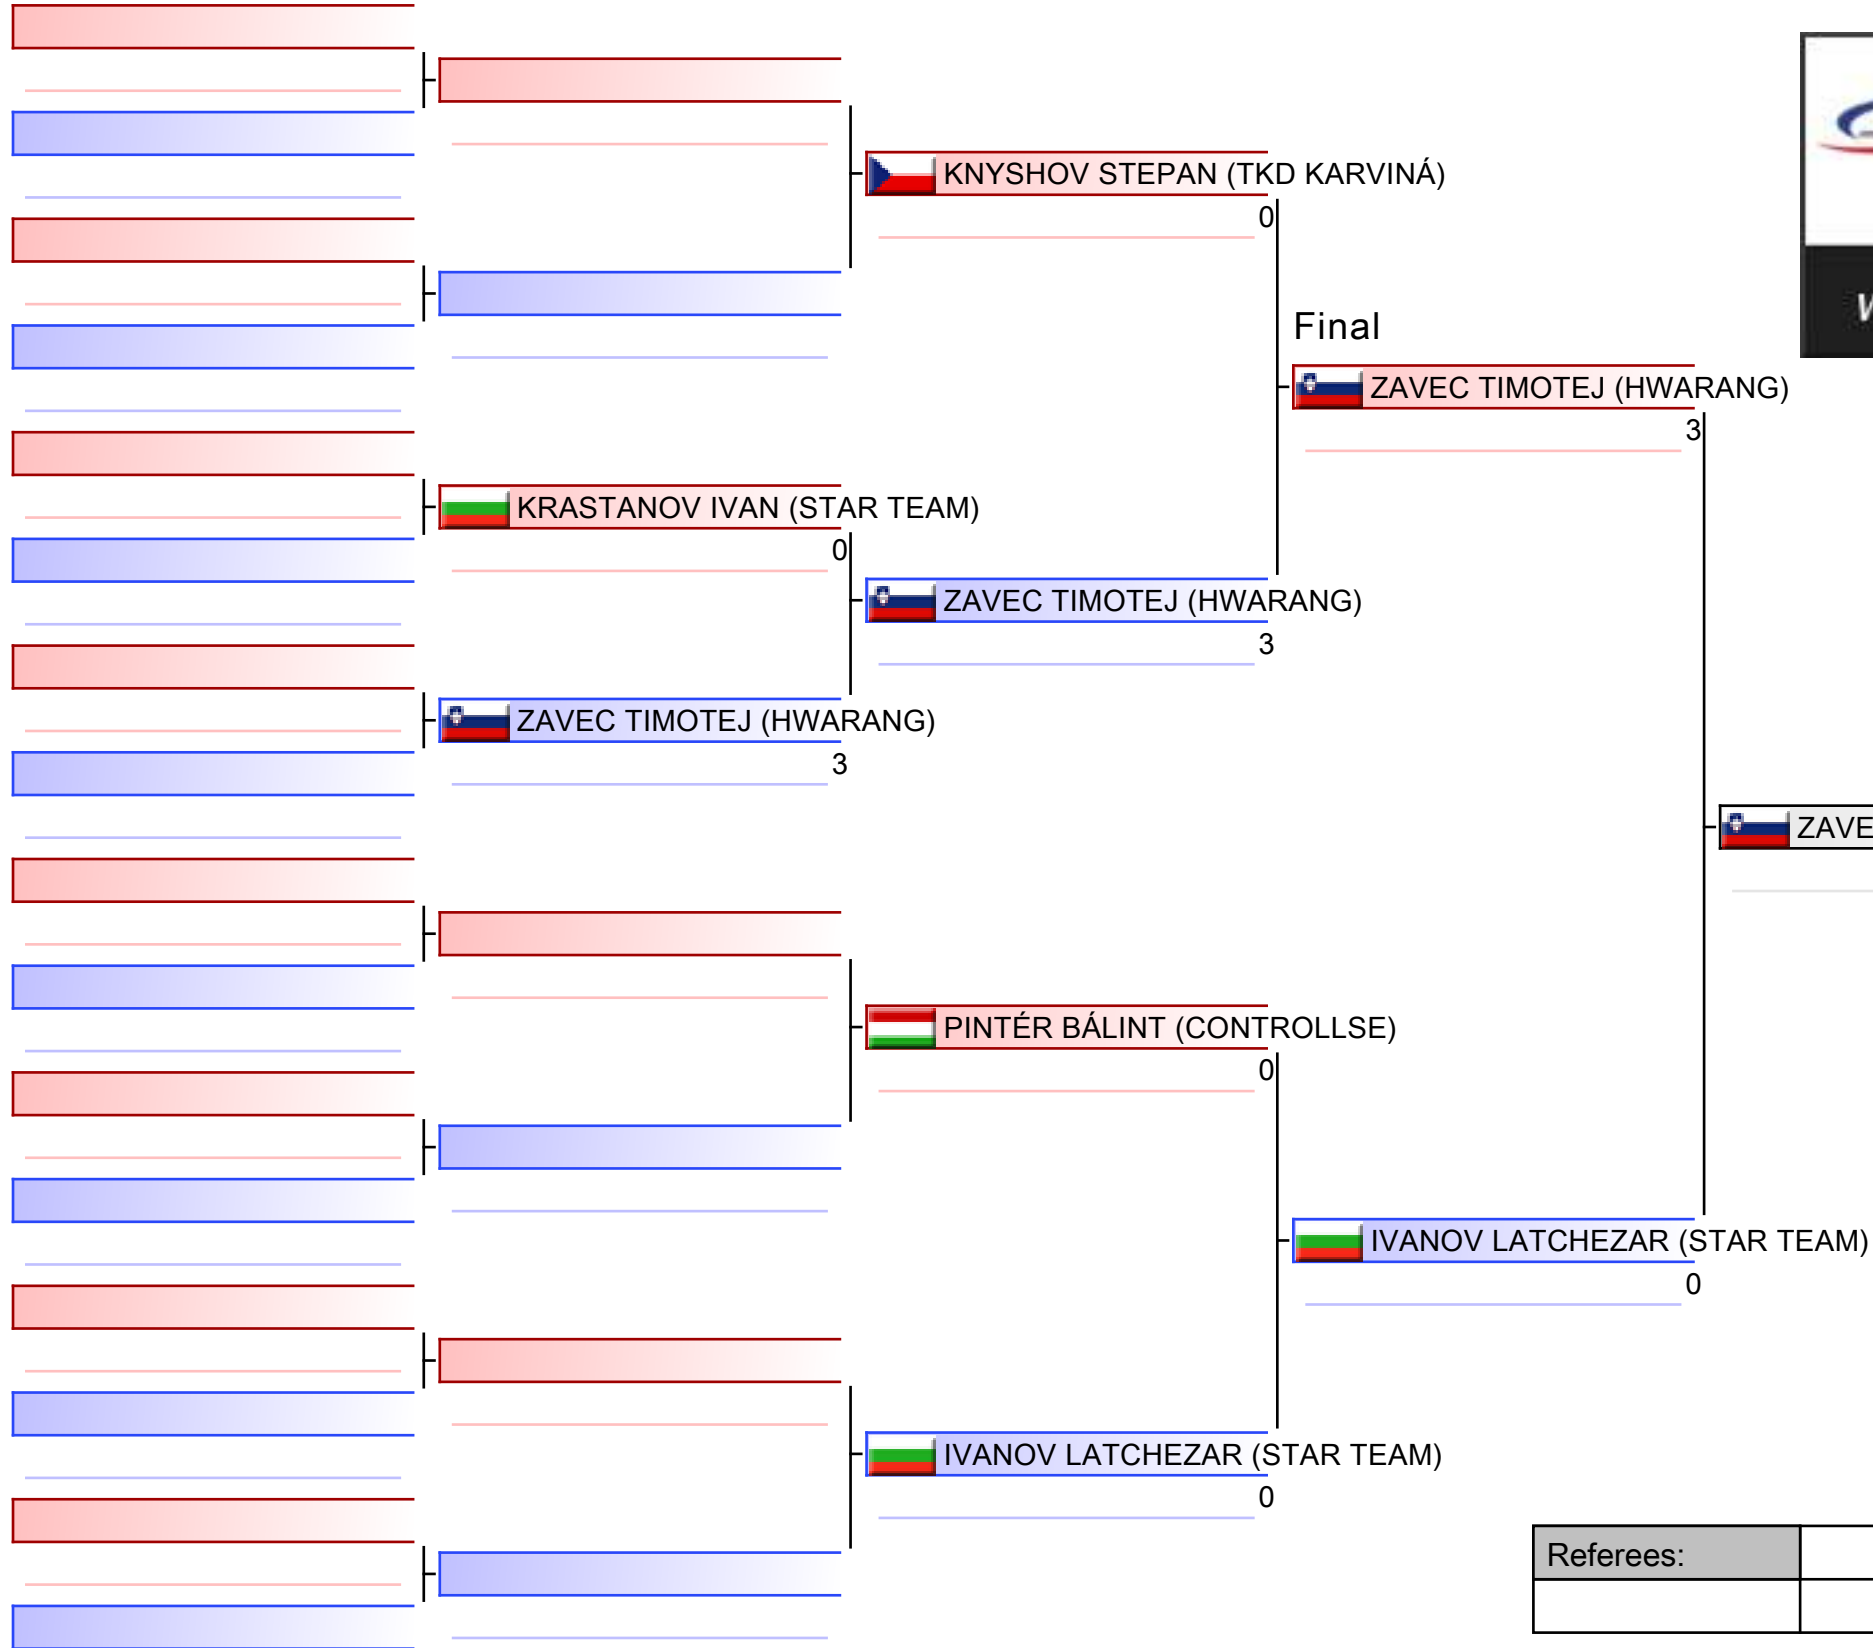 KNYSHOV STEPAN (TKD KARVINÁ)
0
Final
ZAVEC TIMOTEJ (HWARANG)
3
KRASTANOV IVAN (STAR TEAM)
0
ZAVEC TIMOTEJ (HWARANG)
3
ZAVEC TIMOTEJ (HWARANG)
3
ZAVE
PINTÉR BÁLINT (CONTROLLSE)
0
IVANOV LATCHEZAR (STAR TEAM)
0
IVANOV LATCHEZAR (STAR TEAM)
0
Referees: